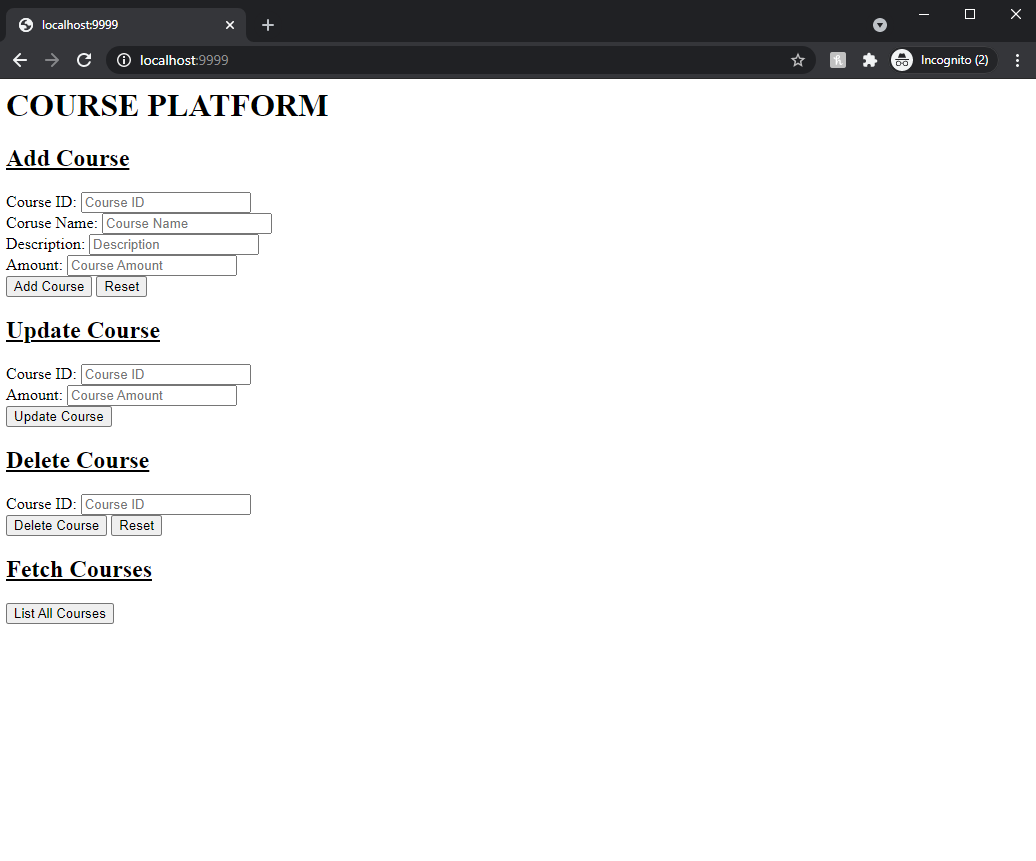 localhost:9999
localhost:9999 Incognito (2)
COURSE PLATFORM
Add Course
Course ID: Course ID
Coruse Name: Course Name
Description: Description
Amount: Course Amount
Add Course Reset
Update Course
Course ID: Course ID
Amount: Course Amount
Update Course
Delete Course
Course ID: Course ID
Delete Course Reset
Fetch Courses
List All Courses